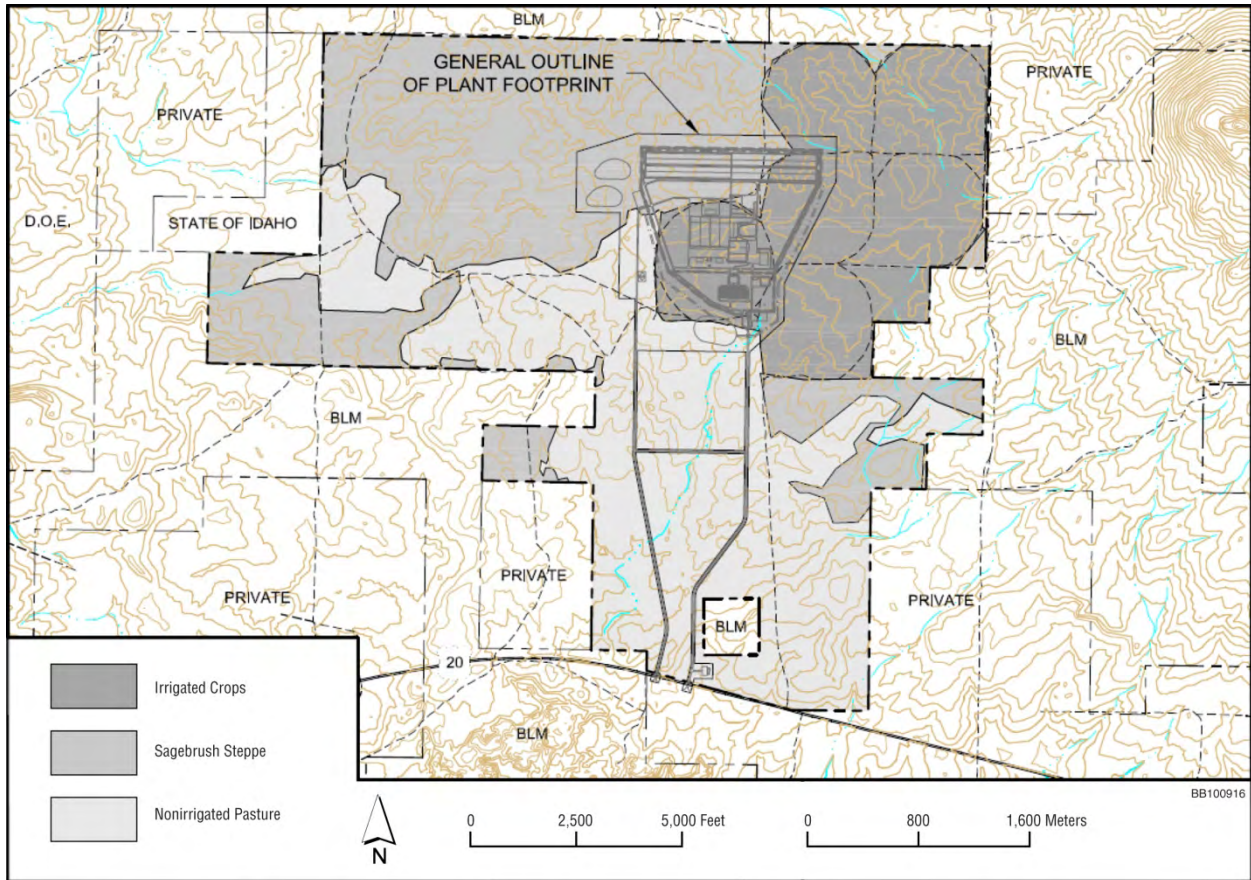 BLM
GENERAL OUTLINE
OF PLANT FOOTPRINT
PRIVATE
PRIVATE
D.O.E.
STATE OF IDAHO
BLM
BLM
PRIVATE
PRIVATE
PRIVATE
BLM
20
BLM
Irrigated Crops
Sagebrush Steppe
Nonirrigated Pasture
BB100916
N
0 2,500 5,000 Feet
0 800 1,600 Meters